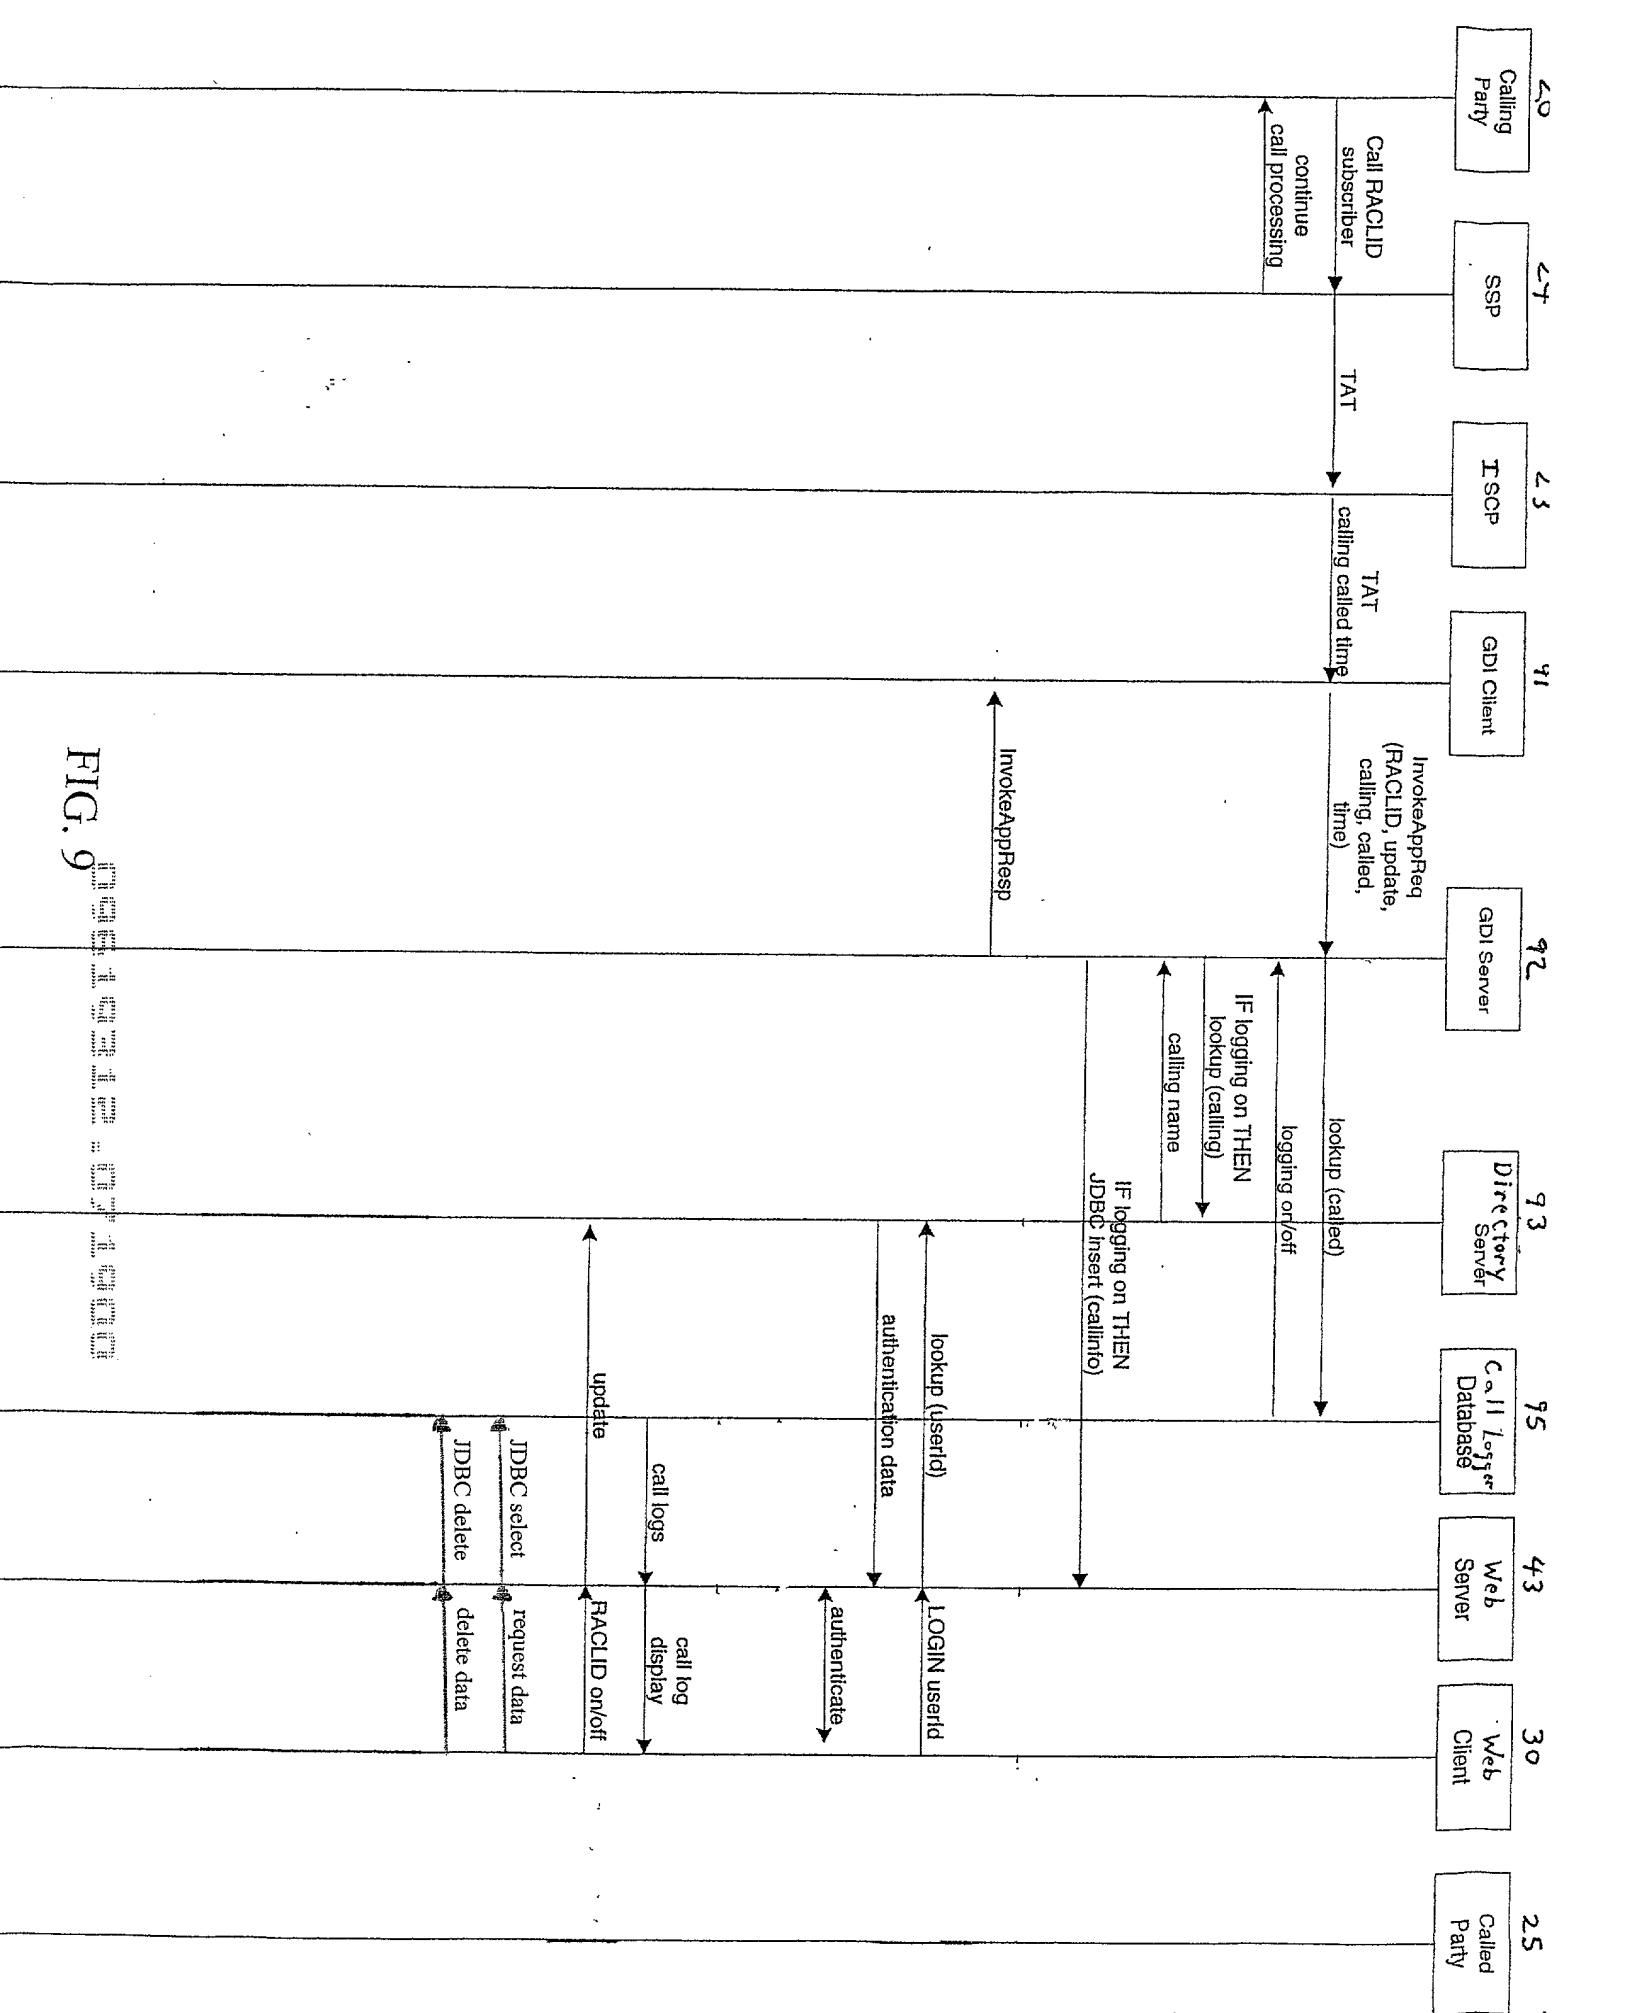 20
24
23
91
92
93
95
43
30
25
Calling
Party
SSP
ISCP
GDI Client
GDI Server
Directory
Server
Call Logger
Database
Web
Server
Web
Client
Called
Party
Call RACLID
subscriber
TAT
TAT
calling called time
InvokeAppReq
(RACLID, update,
calling, called,
time)
lookup (called)
continue
call processing
logging on/off
IF logging on THEN
lookup (calling)
calling name
IF logging on THEN
JDBC insert (callinfo)
InvokeAppResp
lookup (userId)
LOGIN userId
authentication data
authenticate
call logs
call log
display
update
RACLID on/off
JDBC select
request data
JDBC delete
delete data
FIG. 9
09619312.071900